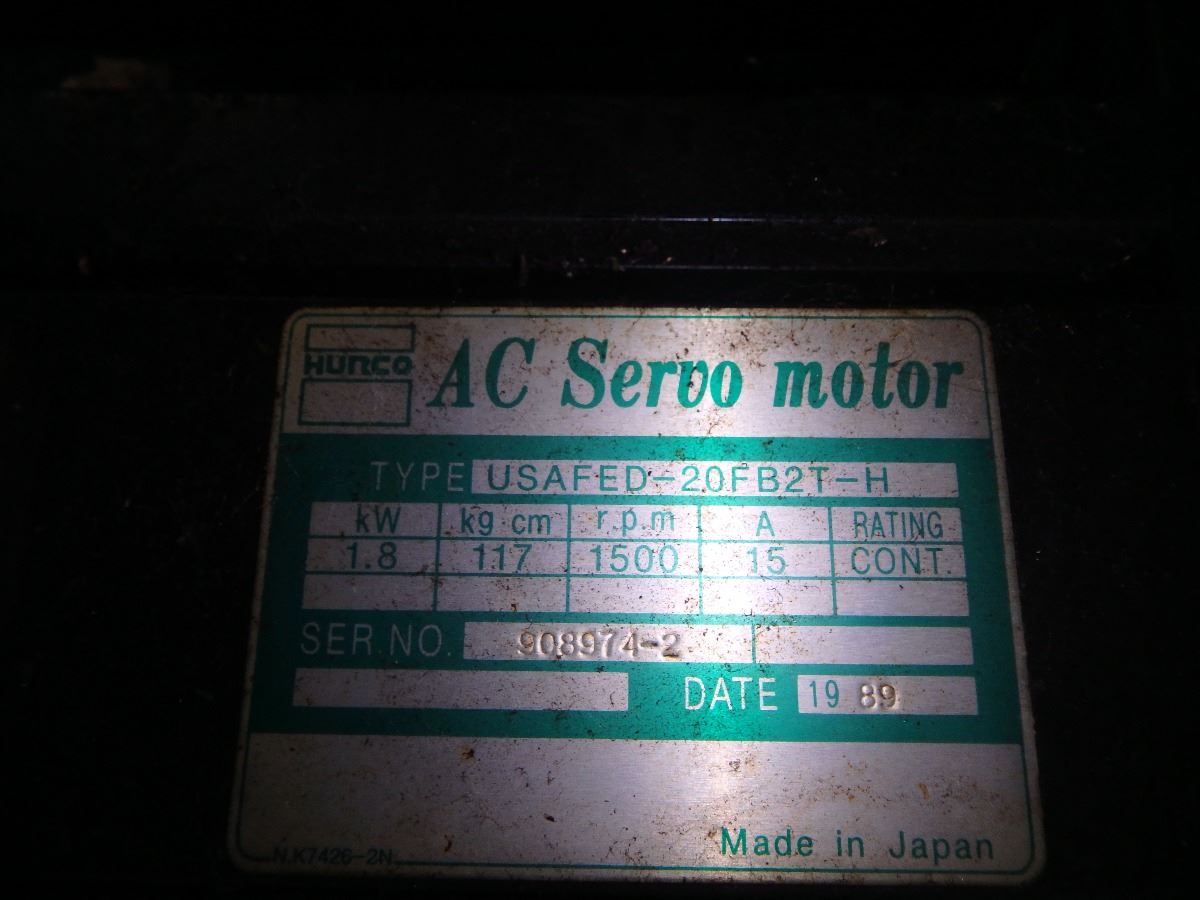 HURCO
AC Servo motor
TYPE USAFED-20FB2T-H
kW kg cm r.p.m A RATING
1.8 117 1500 15 CONT.
SER.NO. 908974-2
DATE 19 89
Made in Japan
N.K7426-2N